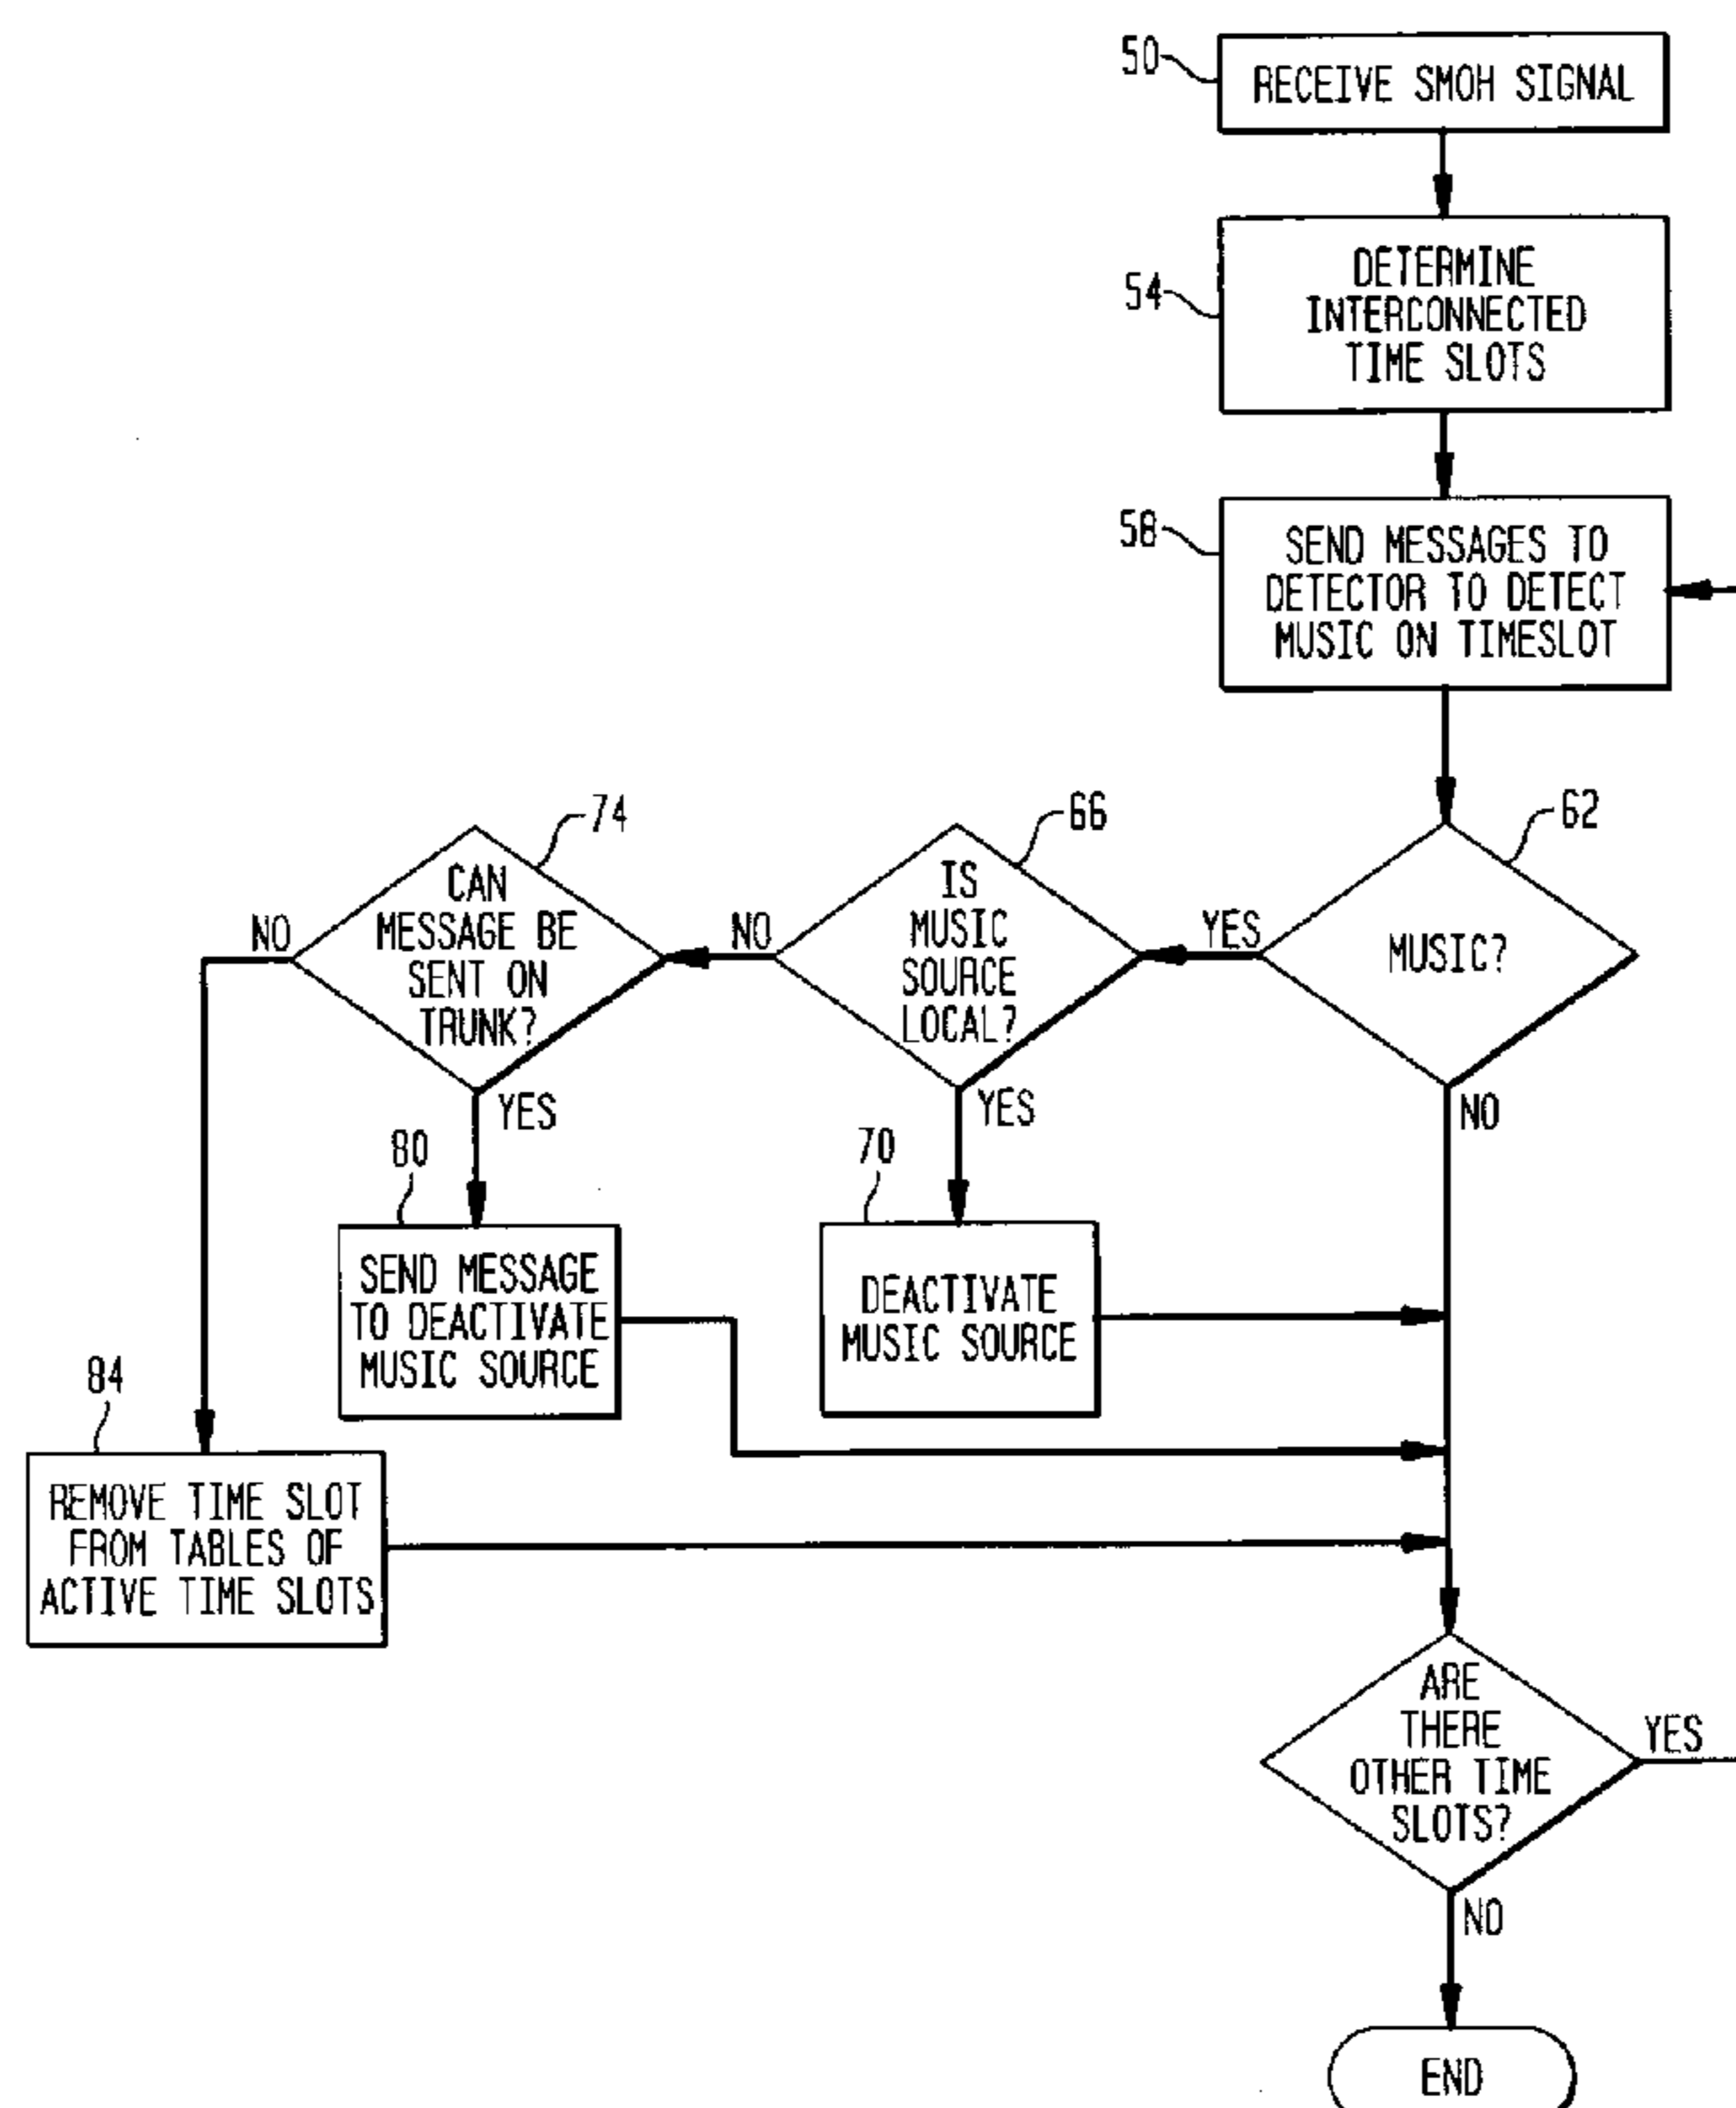 50
RECEIVE SMOH SIGNAL
54
DETERMINE
INTERCONNECTED
TIME SLOTS
58
SEND MESSAGES TO
DETECTOR TO DETECT
MUSIC ON TIMESLOT
62
MUSIC?
YES
NO
66
IS
MUSIC
SOURCE
LOCAL?
NO
YES
74
CAN
MESSAGE BE
SENT ON
TRUNK?
NO
YES
70
DEACTIVATE
MUSIC SOURCE
80
SEND MESSAGE
TO DEACTIVATE
MUSIC SOURCE
84
REMOVE TIME SLOT
FROM TABLES OF
ACTIVE TIME SLOTS
ARE
THERE
OTHER TIME
SLOTS?
YES
NO
END